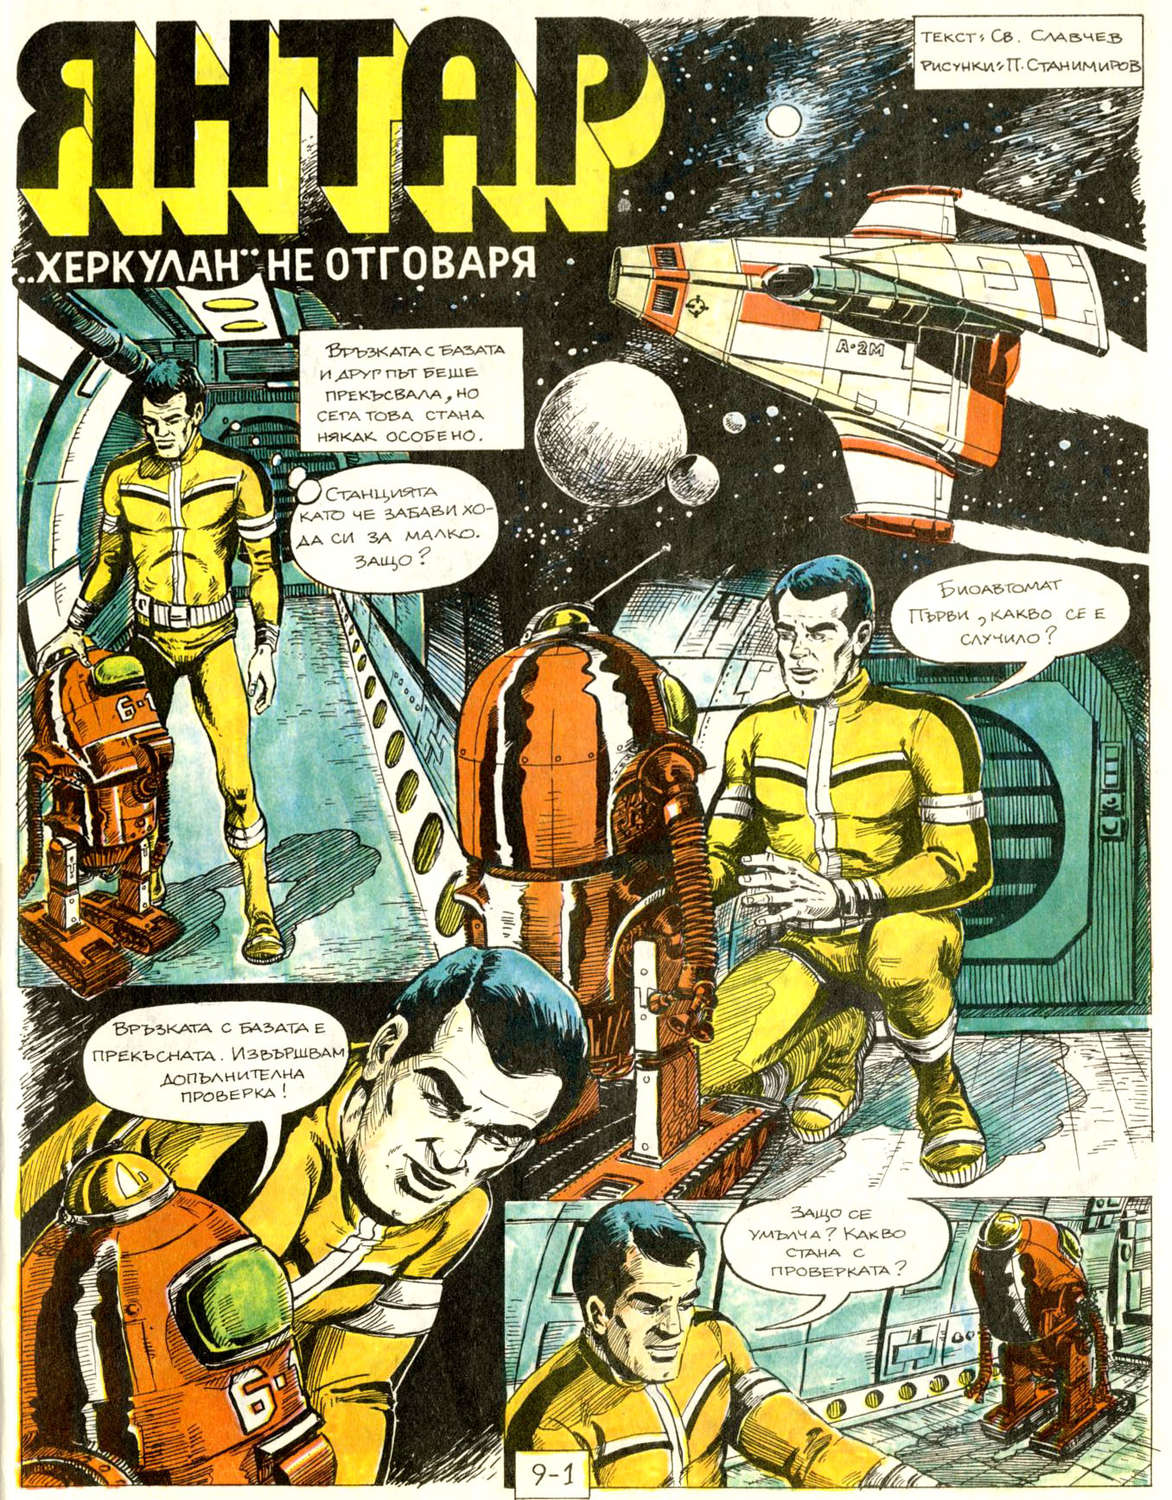 ЯНТАР
ТЕКСТ: СВ. СЛАВЧЕВ
РИСУНКИ: П. СТАНИМИРОВ
„ХЕРКУЛАН“ НЕ ОТГОВАРЯ
А·2М
ВРЪЗКАТА С БАЗАТА
И ДРУГ ПЪТ БЕШЕ
ПРЕКЪСВАЛА, НО
СЕГА ТОВА СТАНА
НЯКАК ОСОБЕНО.
СТАНЦИЯТА
КАТО ЧЕ ЗАБАВИ ХО-
ДА СИ ЗА МАЛКО.
ЗАЩО?
6·
БИОАВТОМАТ
ПЪРВИ, КАКВО СЕ Е
СЛУЧИЛО?
ВРЪЗКАТА С БАЗАТА Е
ПРЕКЪСНАТА. ИЗВЪРШВАМ
ДОПЪЛНИТЕЛНА
ПРОВЕРКА!
6·
ЗАЩО СЕ
УМЪЛЧА? КАКВО
СТАНА С
ПРОВЕРКАТА?
9-1